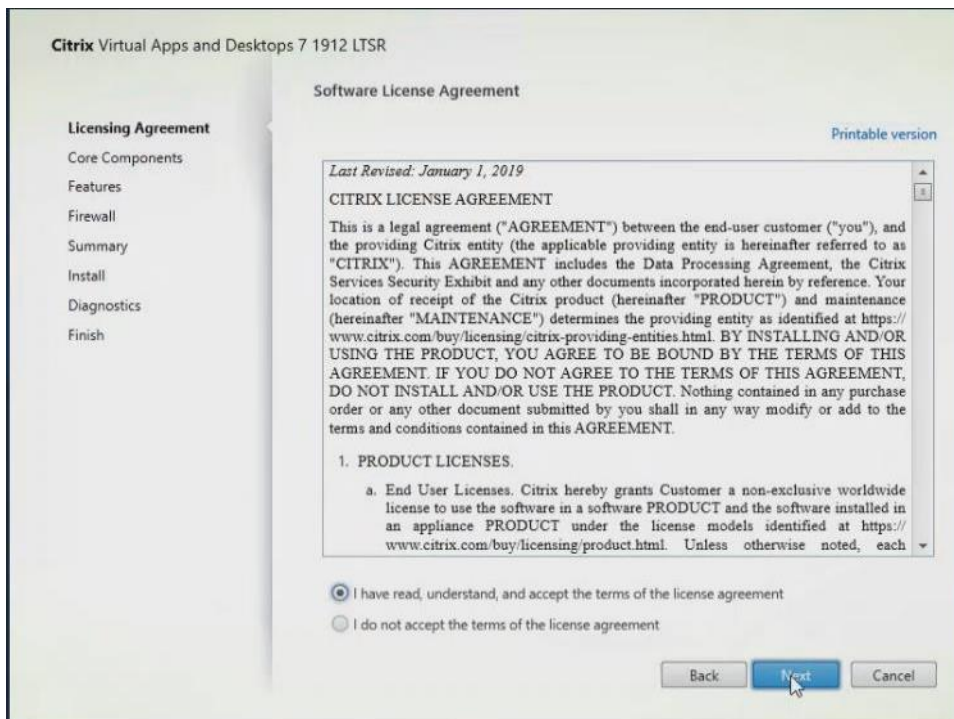 Citrix Virtual Apps and Desktops 7 1912 LTSR
Licensing Agreement
Core Components
Features
Firewall
Summary
Install
Diagnostics
Finish
Software License Agreement
Printable version
Last Revised: January 1, 2019
CITRIX LICENSE AGREEMENT
This is a legal agreement ("AGREEMENT") between the end-user customer ("you"), and
the providing Citrix entity (the applicable providing entity is hereinafter referred to as
"CITRIX"). This AGREEMENT includes the Data Processing Agreement, the Citrix
Services Security Exhibit and any other documents incorporated herein by reference. Your
location of receipt of the Citrix product (hereinafter "PRODUCT") and maintenance
(hereinafter "MAINTENANCE") determines the providing entity as identified at https://
www.citrix.com/buy/licensing/citrix-providing-entities.html. BY INSTALLING AND/OR
USING THE PRODUCT, YOU AGREE TO BE BOUND BY THE TERMS OF THIS
AGREEMENT. IF YOU DO NOT AGREE TO THE TERMS OF THIS AGREEMENT,
DO NOT INSTALL AND/OR USE THE PRODUCT. Nothing contained in any purchase
order or any other document submitted by you shall in any way modify or add to the
terms and conditions contained in this AGREEMENT.
1. PRODUCT LICENSES.
a. End User Licenses. Citrix hereby grants Customer a non-exclusive worldwide
license to use the software in a software PRODUCT and the software installed in
an appliance PRODUCT under the license models identified at https://
www.citrix.com/buy/licensing/product.html. Unless otherwise noted, each
I have read, understand, and accept the terms of the license agreement
I do not accept the terms of the license agreement
Back
Next
Cancel